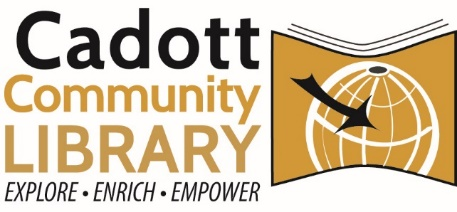 Cadott
Community
LIBRARY
EXPLORE • ENRICH • EMPOWER